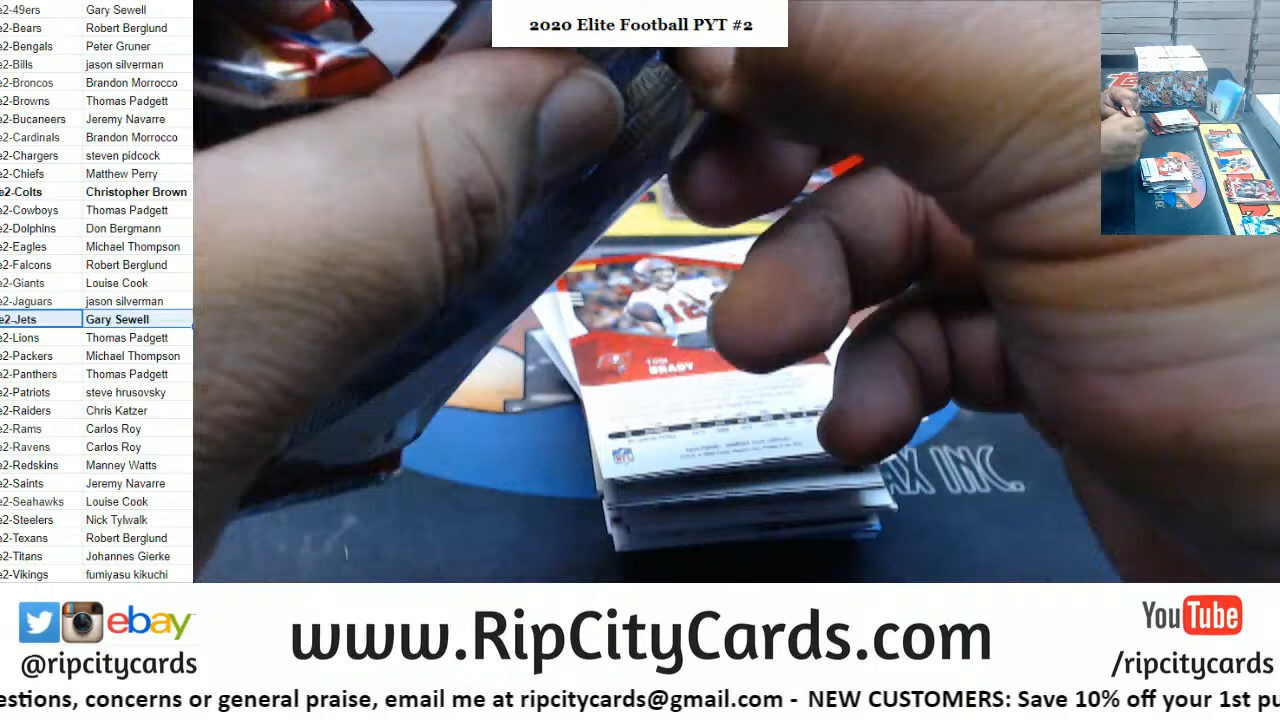 2020 Elite Football PYT #2
e2-49ers Gary Sewell
e2-Bears Robert Berglund
e2-Bengals Peter Gruner
e2-Bills jason silverman
e2-Broncos Brandon Morrocco
e2-Browns Thomas Padgett
e2-Bucaneers Jeremy Navarre
e2-Cardinals Brandon Morrocco
e2-Chargers steven pidcock
e2-Chiefs Matthew Perry
e2-Colts Christopher Brown
e2-Cowboys Thomas Padgett
e2-Dolphins Don Bergmann
e2-Eagles Michael Thompson
e2-Falcons Robert Berglund
e2-Giants Louise Cook
e2-Jaguars jason silverman
e2-Jets Gary Sewell
e2-Lions Thomas Padgett
e2-Packers Michael Thompson
e2-Panthers Thomas Padgett
e2-Patriots steve hrusovsky
e2-Raiders Chris Katzer
e2-Rams Carlos Roy
e2-Ravens Carlos Roy
e2-Redskins Manney Watts
e2-Saints Jeremy Navarre
e2-Seahawks Louise Cook
e2-Steelers Nick Tylwalk
e2-Texans Robert Berglund
e2-Titans Johannes Gierke
e2-Vikings fumiyasu kikuchi
12
TOM
BRADY
NFL
AX INC.
ebay
@ripcitycards
www.RipCityCards.com
YouTube
/ripcitycards
estions, concerns or general praise, email me at ripcitycards@gmail.com - NEW CUSTOMERS: Save 10% off your 1st pu